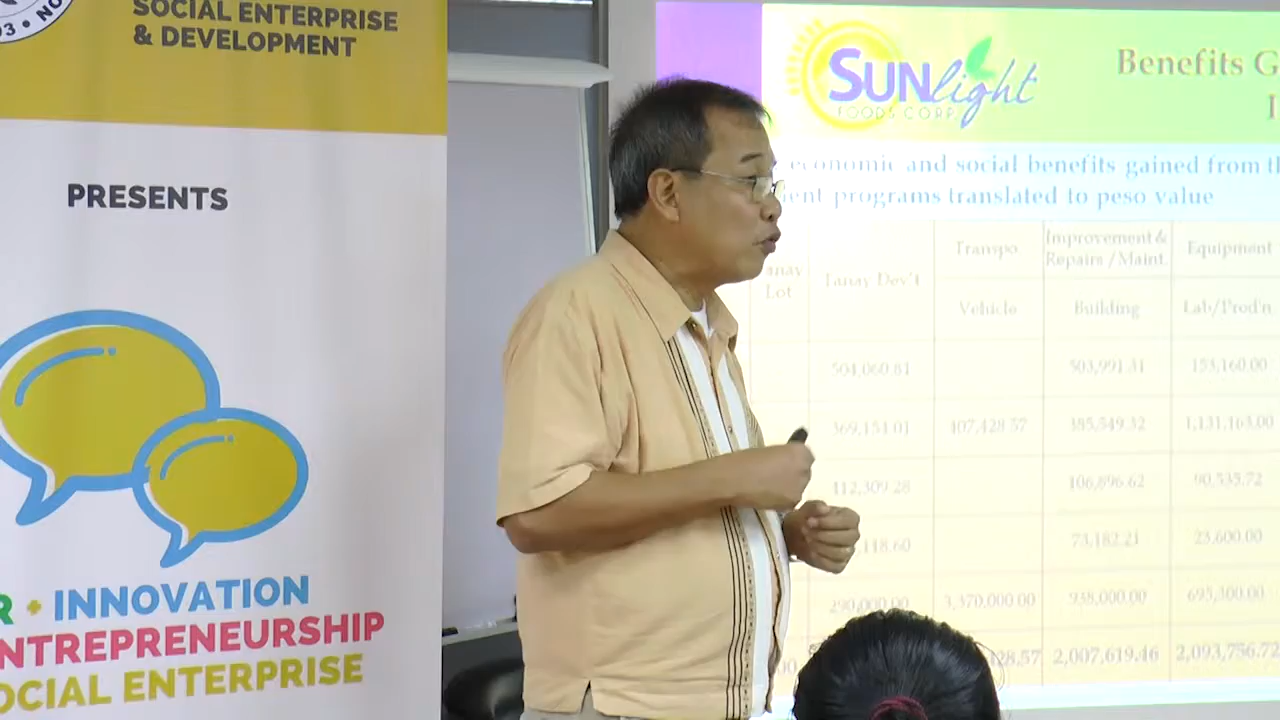 SOCIAL ENTERPRISE
& DEVELOPMENT
PRESENTS
INNOVATION
ENTREPRENEURSHIP
SOCIAL ENTERPRISE
SUNlight
FOODS CORP.
Benefits
economic and social benefits gained from
programs translated to peso value
Transpo
Improvement &
Repairs / Maint.
Equipment
Lot
Tanay Dev't
Vehicle
Building
Lab/Prod'n
504,060.81
503,991.31
153,160.00
369,151.01
407,428.57
385,549.32
1,131,163.00
112,309.28
106,896.62
90,535.72
73,182.21
23,600.00
290,000.00
3,370,000.00
938,000.00
695,300.00
2,007,619.46
2,093,756.72